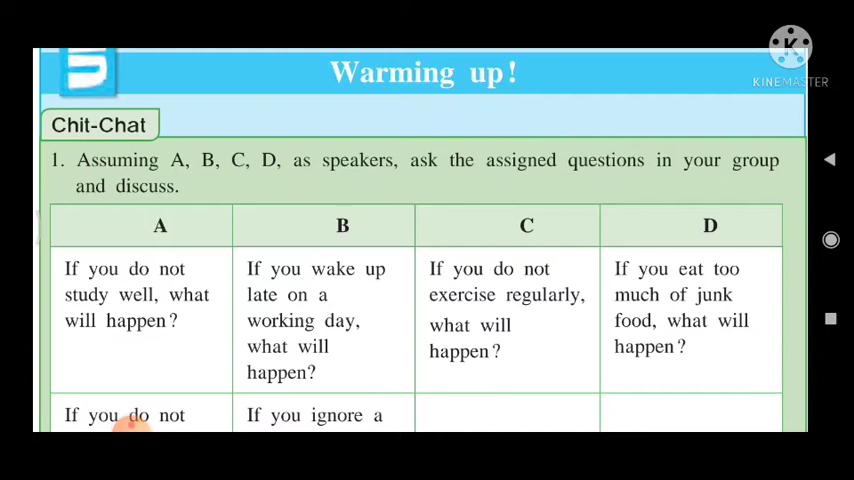 5
Warming up!
K
KINEMASTER
Chit-Chat
1. Assuming A, B, C, D, as speakers, ask the assigned questions in your group
and discuss.
A B C D
If you do not
study well, what
will happen?
If you wake up
late on a
working day,
what will
happen?
If you do not
exercise regularly,
what will
happen?
If you eat too
much of junk
food, what will
happen?
If you do not
If you ignore a